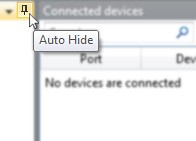 Connected devices
Auto Hide
Port
Dev
No devices are connected